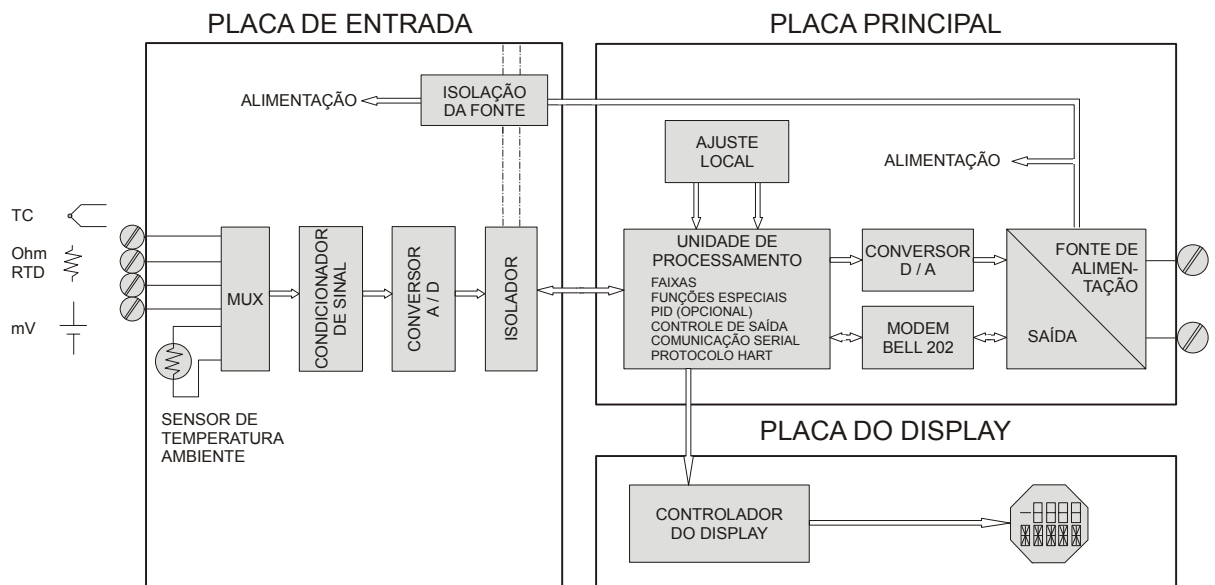 PLACA DE ENTRADA
PLACA PRINCIPAL
ALIMENTAÇÃO
ISOLAÇÃO
DA FONTE
AJUSTE
LOCAL
ALIMENTAÇÃO
TC
Ohm
RTD
mV
MUX
CONDICIONADOR
DE SINAL
CONVERSOR
A / D
ISOLADOR
UNIDADE DE
PROCESSAMENTO
FAIXAS
FUNÇÕES ESPECIAIS
PID (OPCIONAL)
CONTROLE DE SAÍDA
COMUNICAÇÃO SERIAL
PROTOCOLO HART
CONVERSOR
D / A
MODEM
BELL 202
FONTE DE
ALIMEN-
TAÇÃO
SAÍDA
SENSOR DE
TEMPERATURA
AMBIENTE
PLACA DO DISPLAY
CONTROLADOR
DO DISPLAY